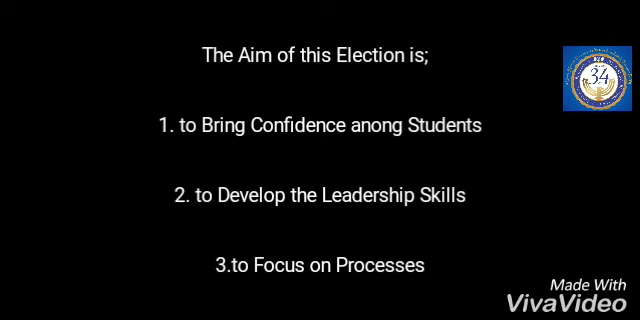 The Aim of this Election is;
1. to Bring Confidence anong Students
2. to Develop the Leadership Skills
3.to Focus on Processes
34
Made With
VivaVideo